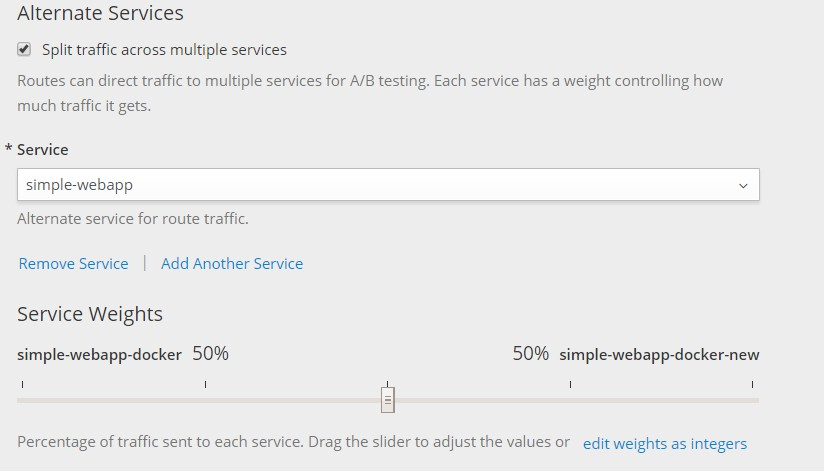 Alternate Services
Split traffic across multiple services
Routes can direct traffic to multiple services for A/B testing. Each service has a weight controlling how
much traffic it gets.
* Service
simple-webapp
Alternate service for route traffic.
Remove Service | Add Another Service
Service Weights
simple-webapp-docker 50% 50% simple-webapp-docker-new
Percentage of traffic sent to each service. Drag the slider to adjust the values or edit weights as integers